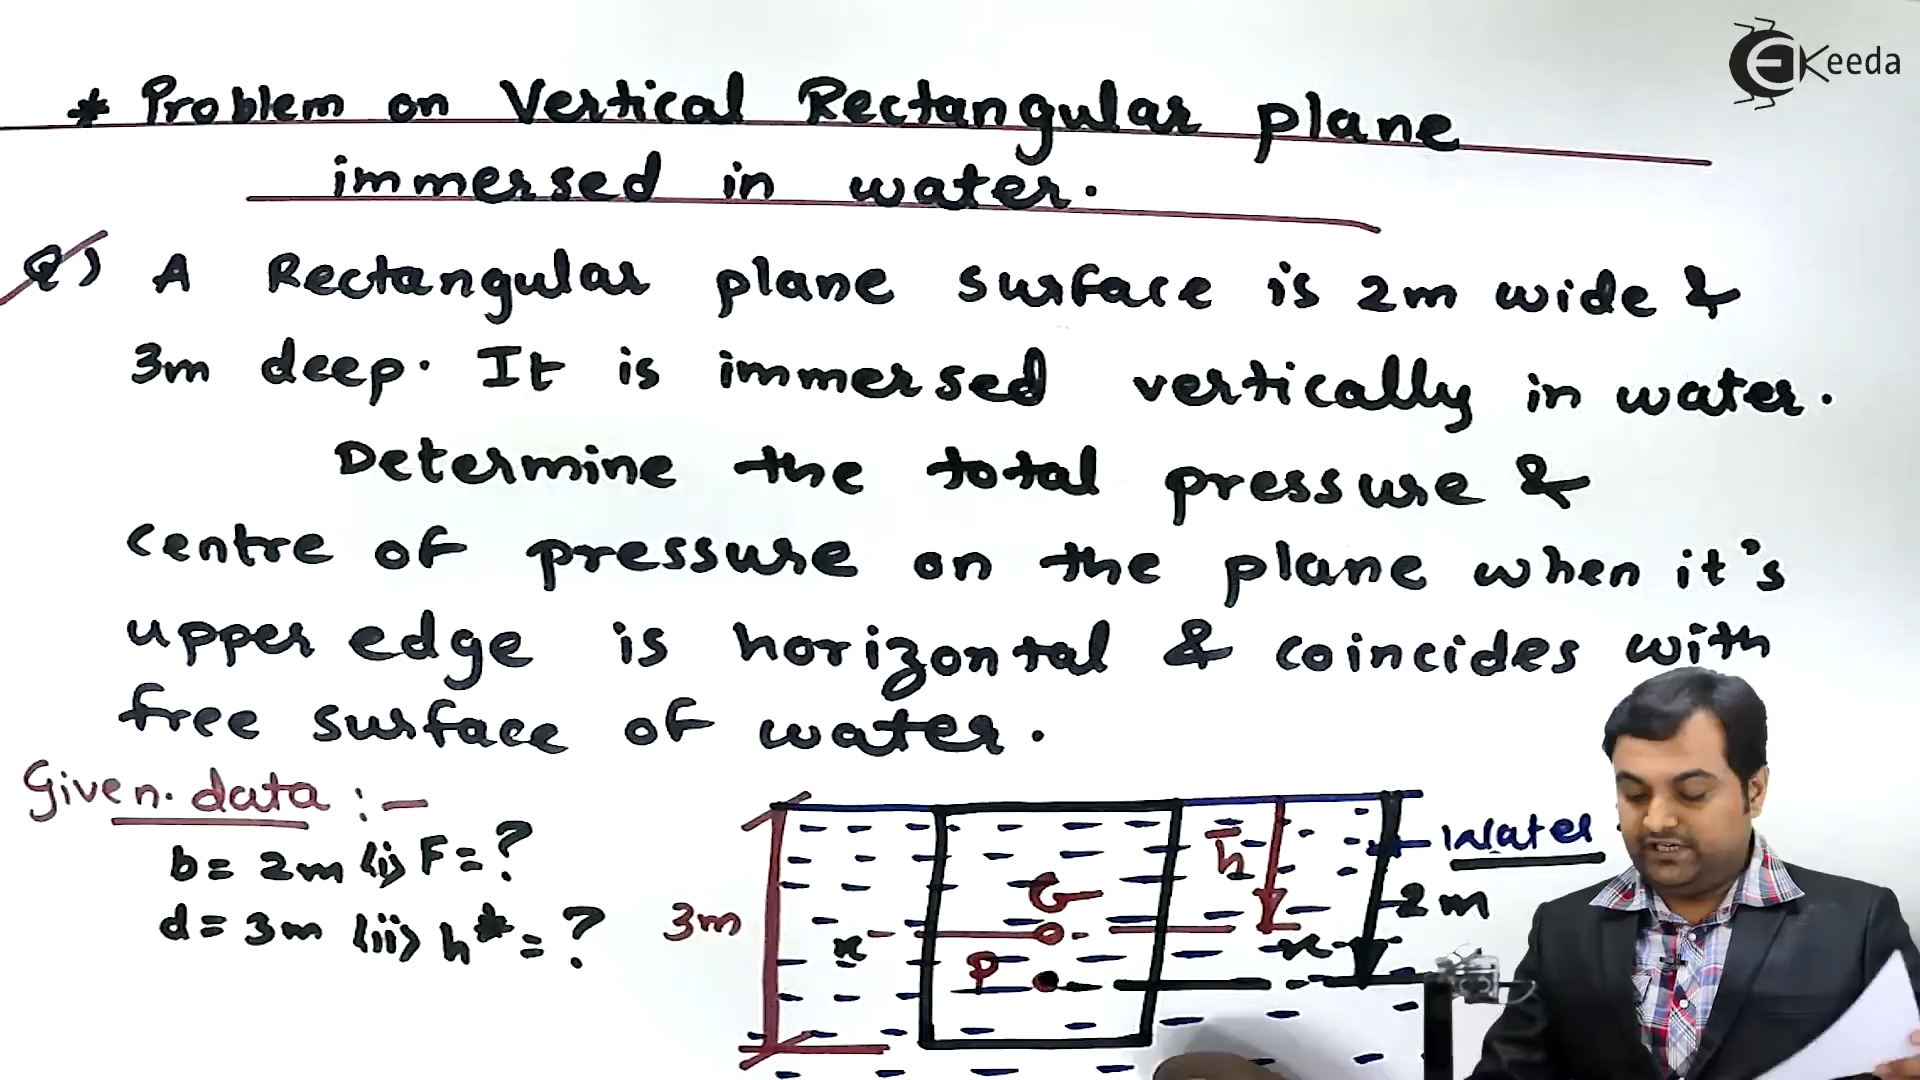 EKeeda
* Problem on Vertical Rectangular plane
immersed in water.
Q) A Rectangular plane surface is 2m wide &
3m deep. It is immersed vertically in water.
Determine the total pressure &
centre of pressure on the plane when it's
upper edge is horizontal & coincides with
free surface of water.
Given data :-
b = 2m (i) F = ?
d = 3m (ii) h* = ?
Water
h̄
G
2m
3m
x
x
P